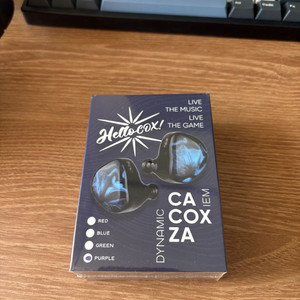 Hello COX!
LIVE
THE MUSIC
LIVE
THE GAME
DYNAMIC
CA
COX
ZA
IEM
RED
BLUE
GREEN
PURPLE